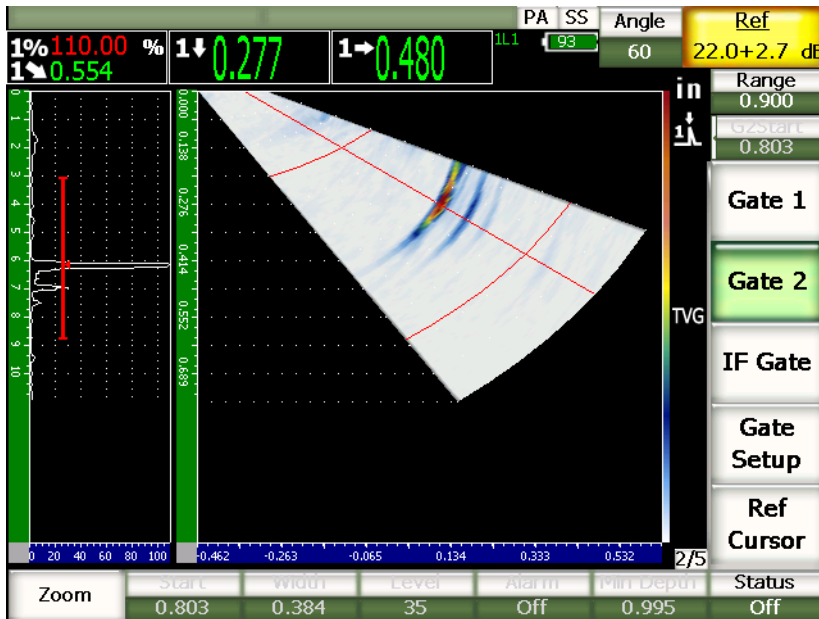 PA SS Angle Ref
1% 110.00 % 1 0.277 1 0.480 1L1 93 60 22.0+2.7 dB
1 0.554
in Range
0.900
1 G2Start
0.803
0 1 2 3 4 5 6 7 8 9 10
0.000 0.138 0.276 0.414 0.552 0.689
Gate 1
Gate 2
TVG
IF Gate
Gate
Setup
Ref
Cursor
0 20 40 60 80 100 -0.462 -0.263 -0.065 0.134 0.333 0.532 2/5
Zoom Start Width Level Alarm Min Depth Status
0.803 0.384 35 Off 0.995 Off